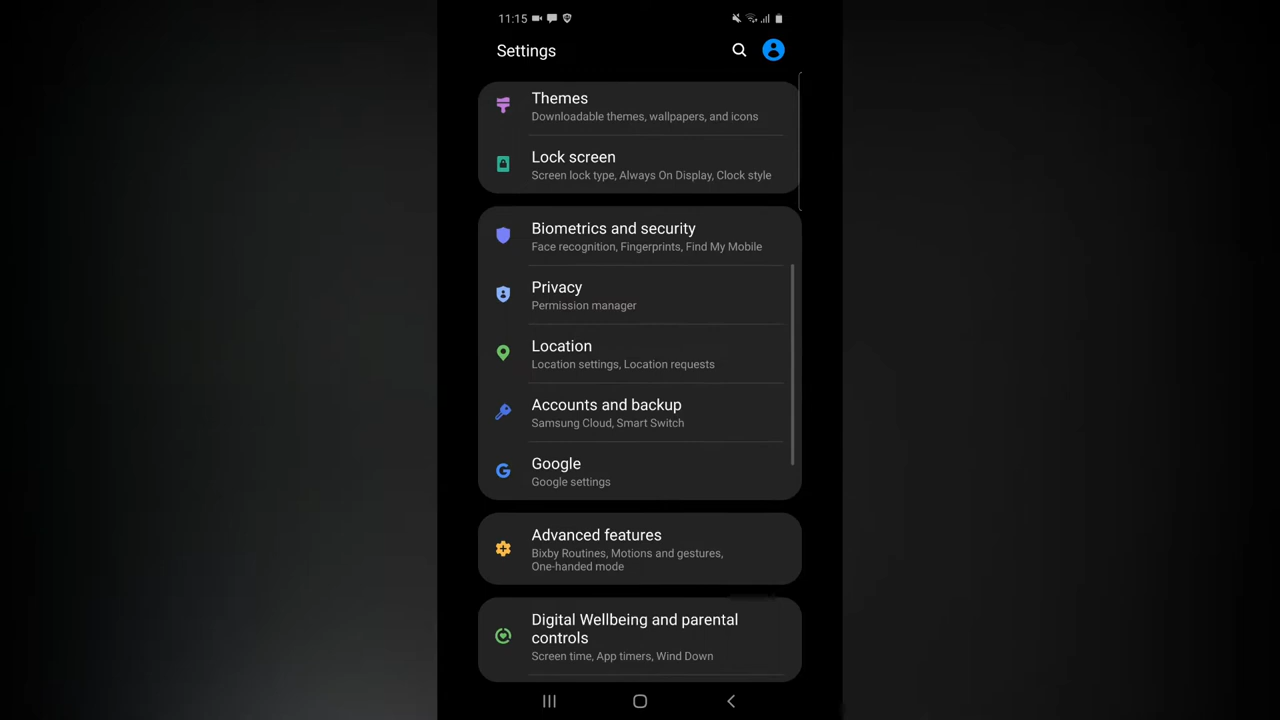 11:15
Settings
Themes
Downloadable themes, wallpapers, and icons
Lock screen
Screen lock type, Always On Display, Clock style
Biometrics and security
Face recognition, Fingerprints, Find My Mobile
Privacy
Permission manager
Location
Location settings, Location requests
Accounts and backup
Samsung Cloud, Smart Switch
Google
Google settings
Advanced features
Bixby Routines, Motions and gestures,
One-handed mode
Digital Wellbeing and parental
controls
Screen time, App timers, Wind Down